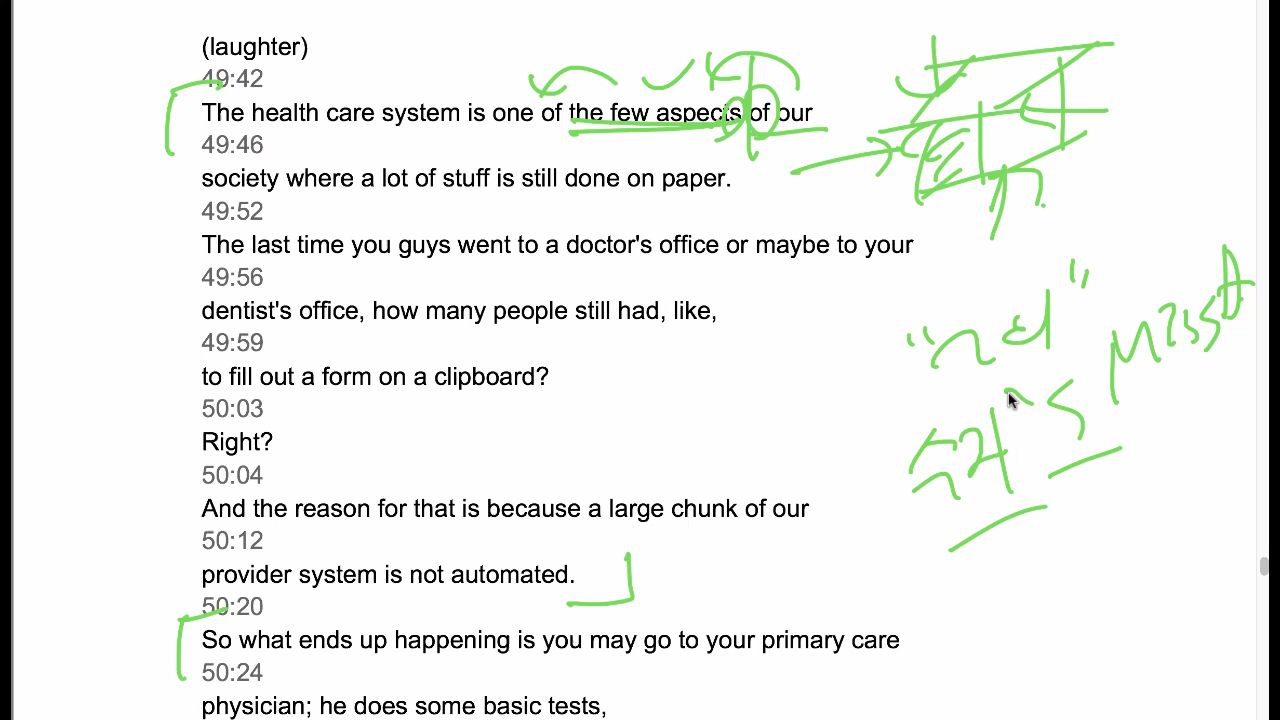 (laughter)
49:42
The health care system is one of the few aspects of our
49:46
society where a lot of stuff is still done on paper.
49:52
The last time you guys went to a doctor's office or maybe to your
49:56
dentist's office, how many people still had, like,
49:59
to fill out a form on a clipboard?
50:03
Right?
50:04
And the reason for that is because a large chunk of our
50:12
provider system is not automated.
50:20
So what ends up happening is you may go to your primary care
50:24
physician; he does some basic tests,